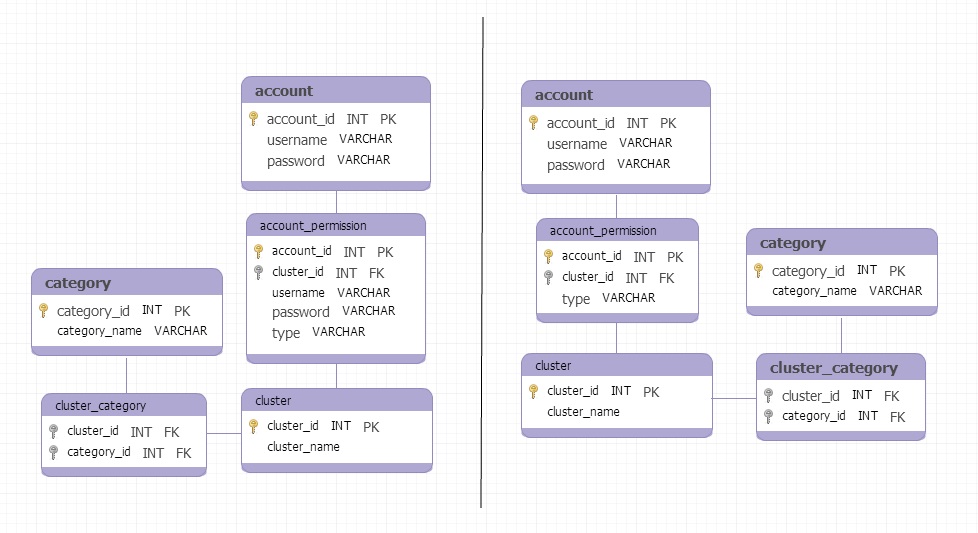 account
account_id INT PK
username VARCHAR
password VARCHAR
account_permission
account_id INT PK
cluster_id INT FK
username VARCHAR
password VARCHAR
type VARCHAR
category
category_id INT PK
category_name VARCHAR
cluster_category
cluster_id INT FK
category_id INT FK
cluster
cluster_id INT PK
cluster_name
account
account_id INT PK
username VARCHAR
password VARCHAR
account_permission
account_id INT PK
cluster_id INT FK
type VARCHAR
category
category_id INT PK
category_name VARCHAR
cluster
cluster_id INT PK
cluster_name
cluster_category
cluster_id INT FK
category_id INT FK